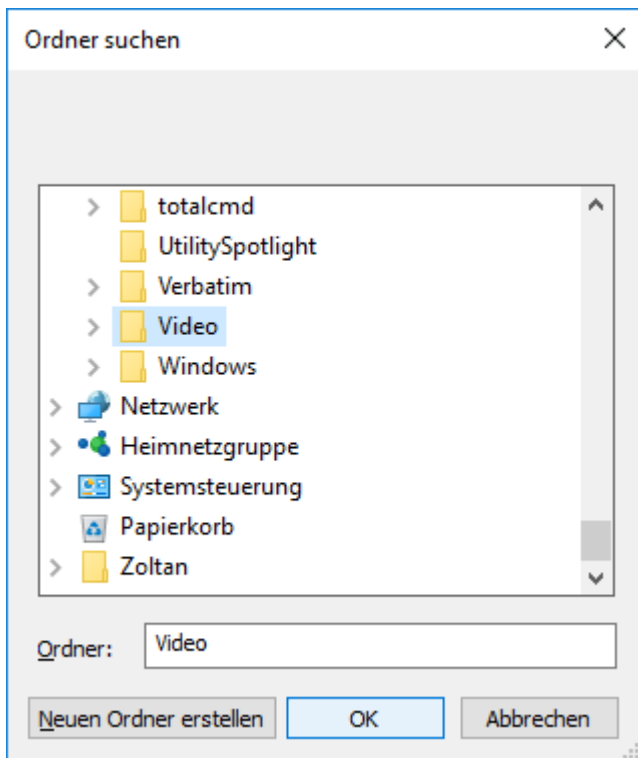 Ordner suchen
totalcmd
UtilitySpotlight
Verbatim
Video
Windows
Netzwerk
Heimnetzgruppe
Systemsteuerung
Papierkorb
Zoltan
Ordner: Video
Neuen Ordner erstellen OK Abbrechen